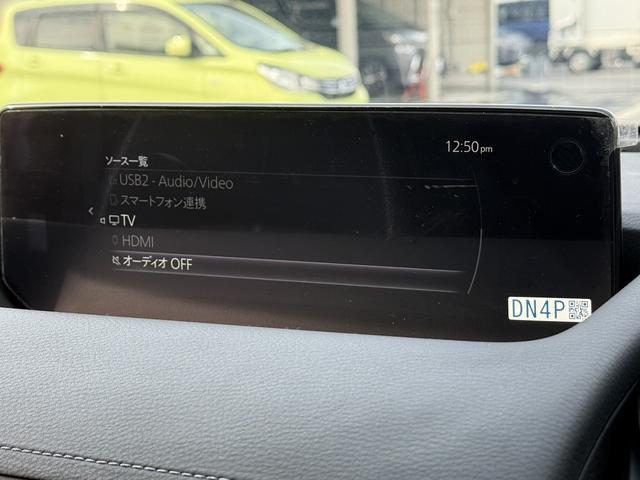 12:50pm
ソース一覧
USB2 - Audio/Video
スマートフォン連携
TV
HDMI
オーディオ OFF
DN4P